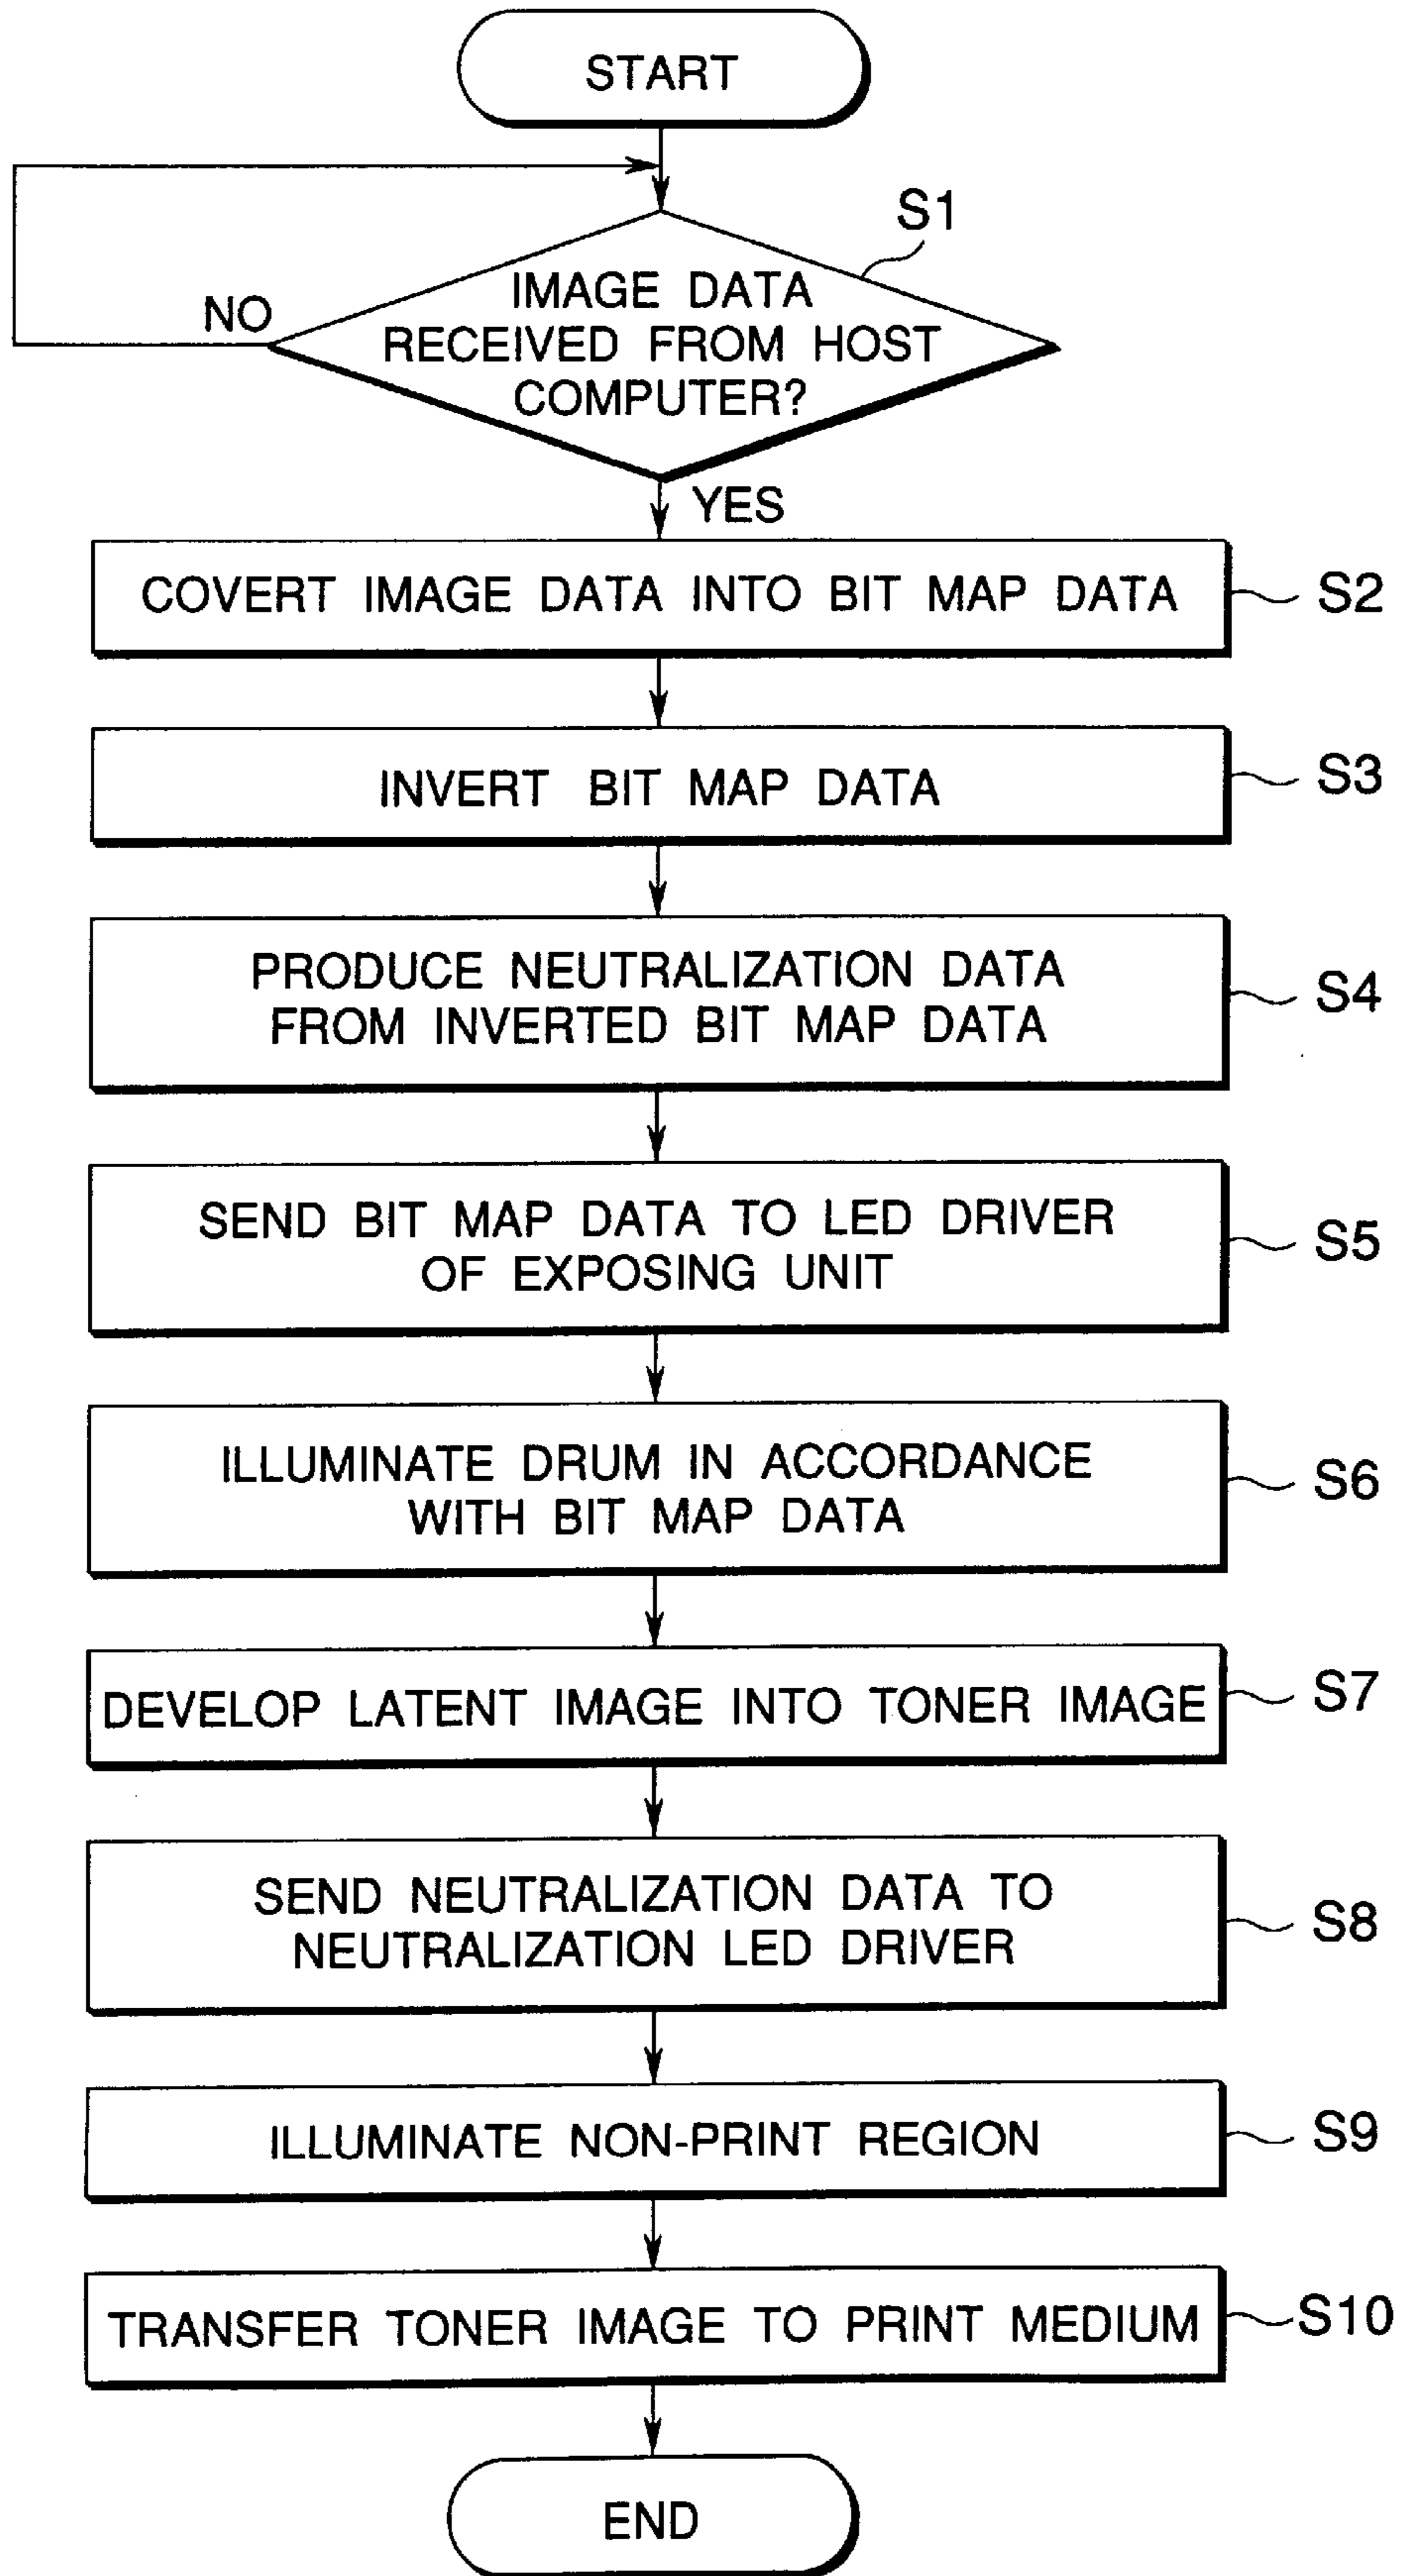 START
S1
NO
IMAGE DATA
RECEIVED FROM HOST
COMPUTER?
YES
COVERT IMAGE DATA INTO BIT MAP DATA
S2
INVERT BIT MAP DATA
S3
PRODUCE NEUTRALIZATION DATA
FROM INVERTED BIT MAP DATA
S4
SEND BIT MAP DATA TO LED DRIVER
OF EXPOSING UNIT
S5
ILLUMINATE DRUM IN ACCORDANCE
WITH BIT MAP DATA
S6
DEVELOP LATENT IMAGE INTO TONER IMAGE
S7
SEND NEUTRALIZATION DATA TO
NEUTRALIZATION LED DRIVER
S8
ILLUMINATE NON-PRINT REGION
S9
TRANSFER TONER IMAGE TO PRINT MEDIUM
S10
END